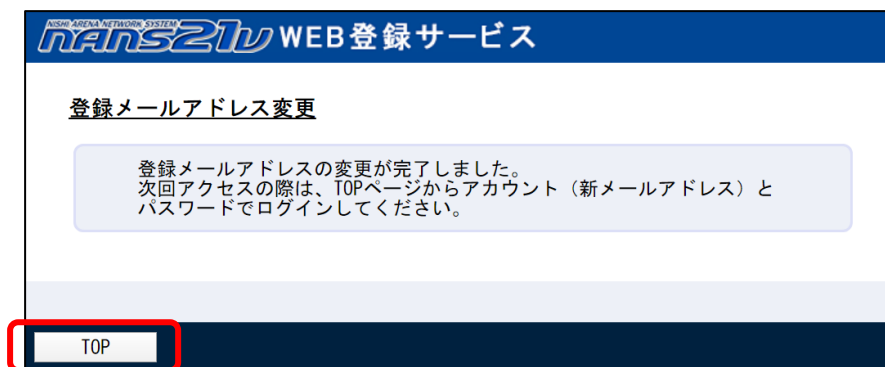 NISHI ARENA NETWORK SYSTEM
nANS21V WEB登録サービス
登録メールアドレス変更
登録メールアドレスの変更が完了しました。
次回アクセスの際は、TOPページからアカウント（新メールアドレス）と
パスワードでログインしてください。
TOP